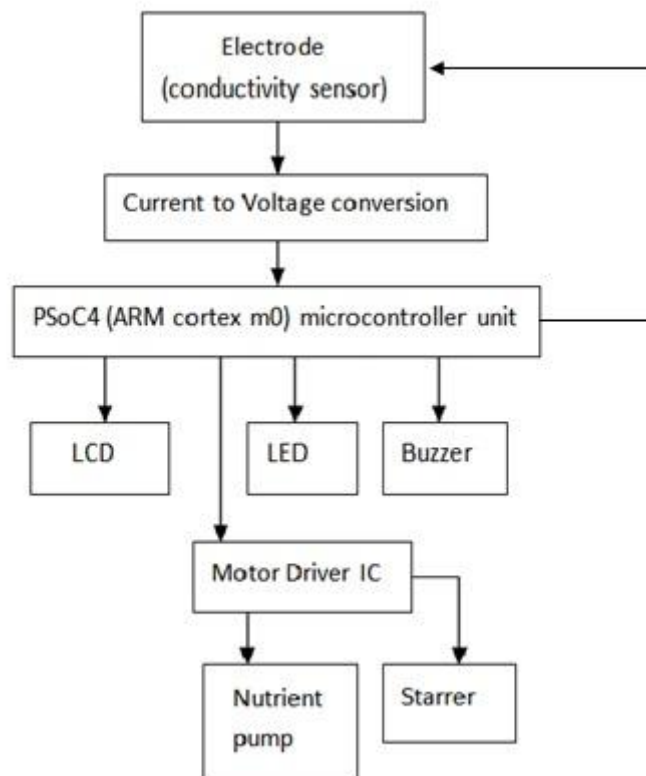 Electrode
(conductivity sensor)
Current to Voltage conversion
PSoC4 (ARM cortex m0) microcontroller unit
LCD
LED
Buzzer
Motor Driver IC
Nutrient
pump
Starrer